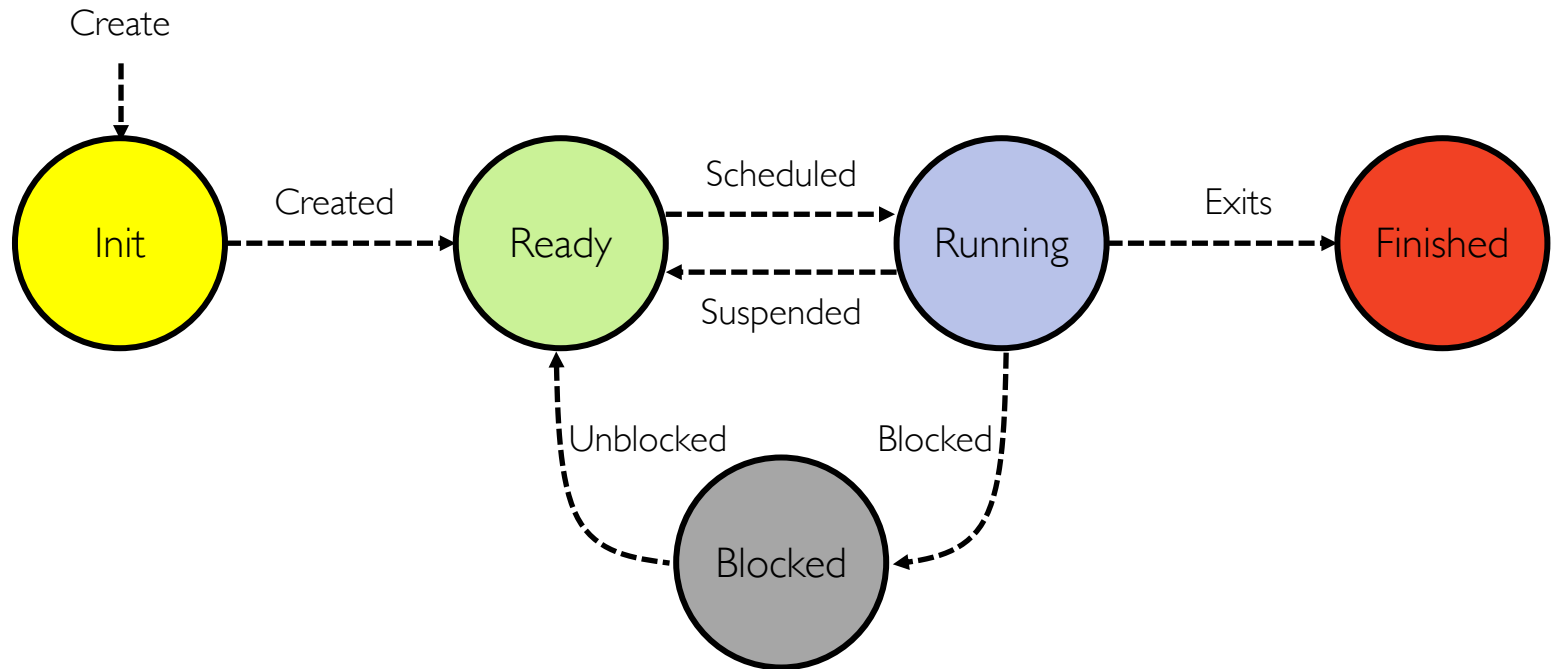 Create
Init
Created
Ready
Scheduled
Suspended
Running
Exits
Finished
Unblocked
Blocked
Blocked